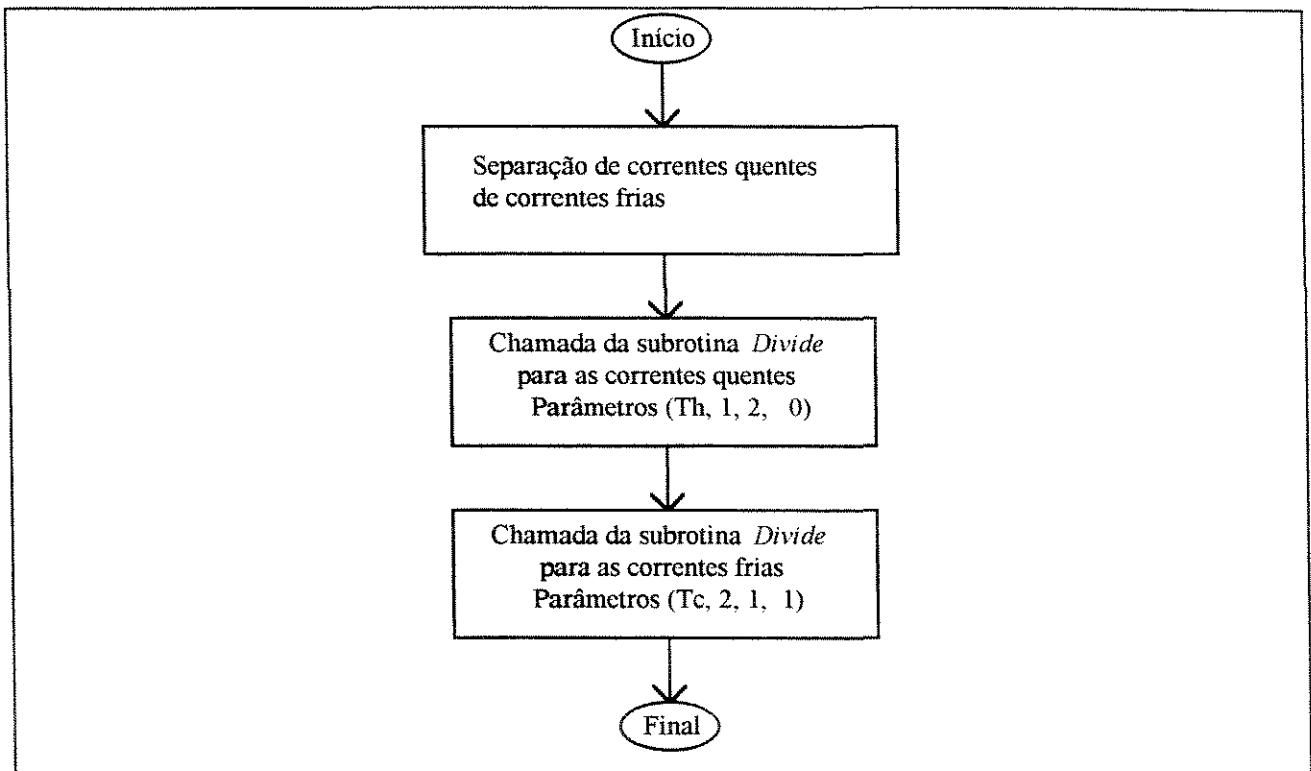 Início
Separação de correntes quentes
de correntes frias
Chamada da subrotina Divide
para as correntes quentes
Parâmetros (Th, 1, 2, 0)
Chamada da subrotina Divide
para as correntes frias
Parâmetros (Tc, 2, 1, 1)
Final